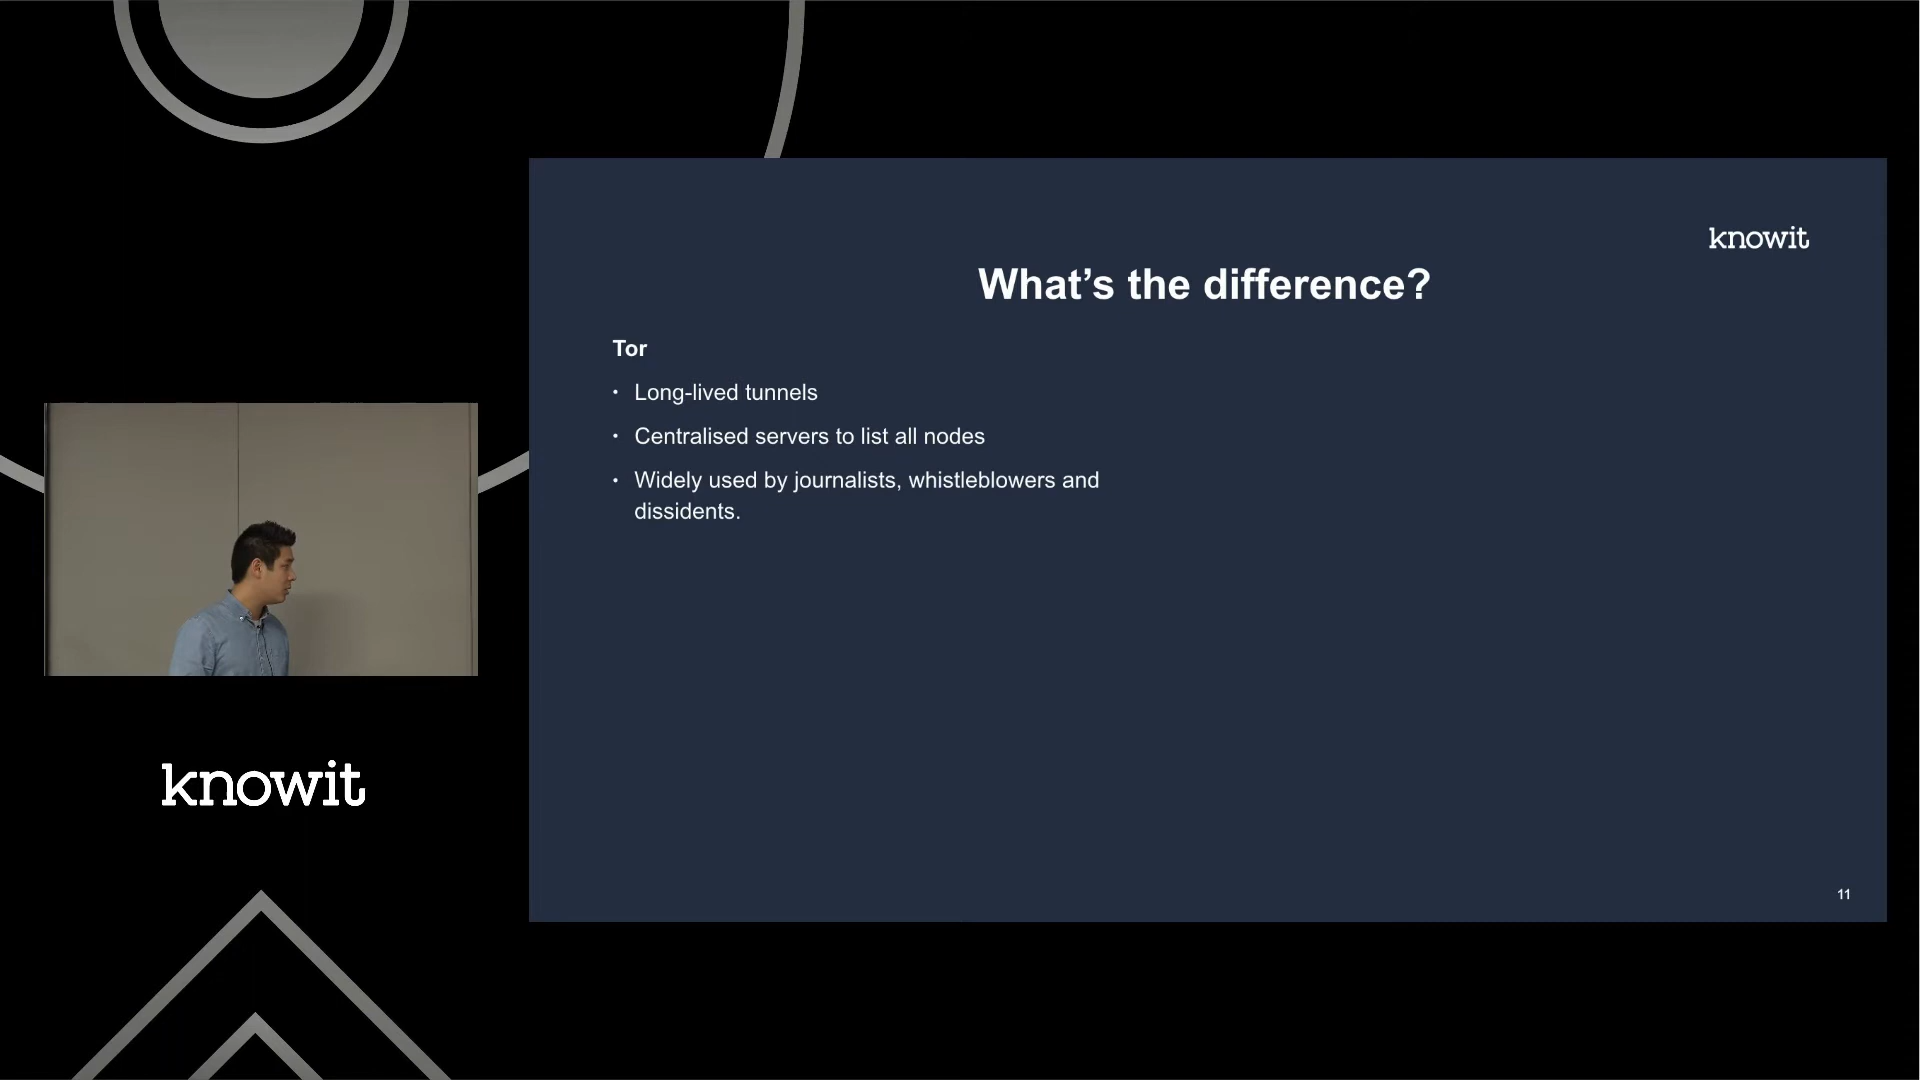 knowit
What’s the difference?
Tor
• Long-lived tunnels
• Centralised servers to list all nodes
• Widely used by journalists, whistleblowers and
dissidents.
knowit
11